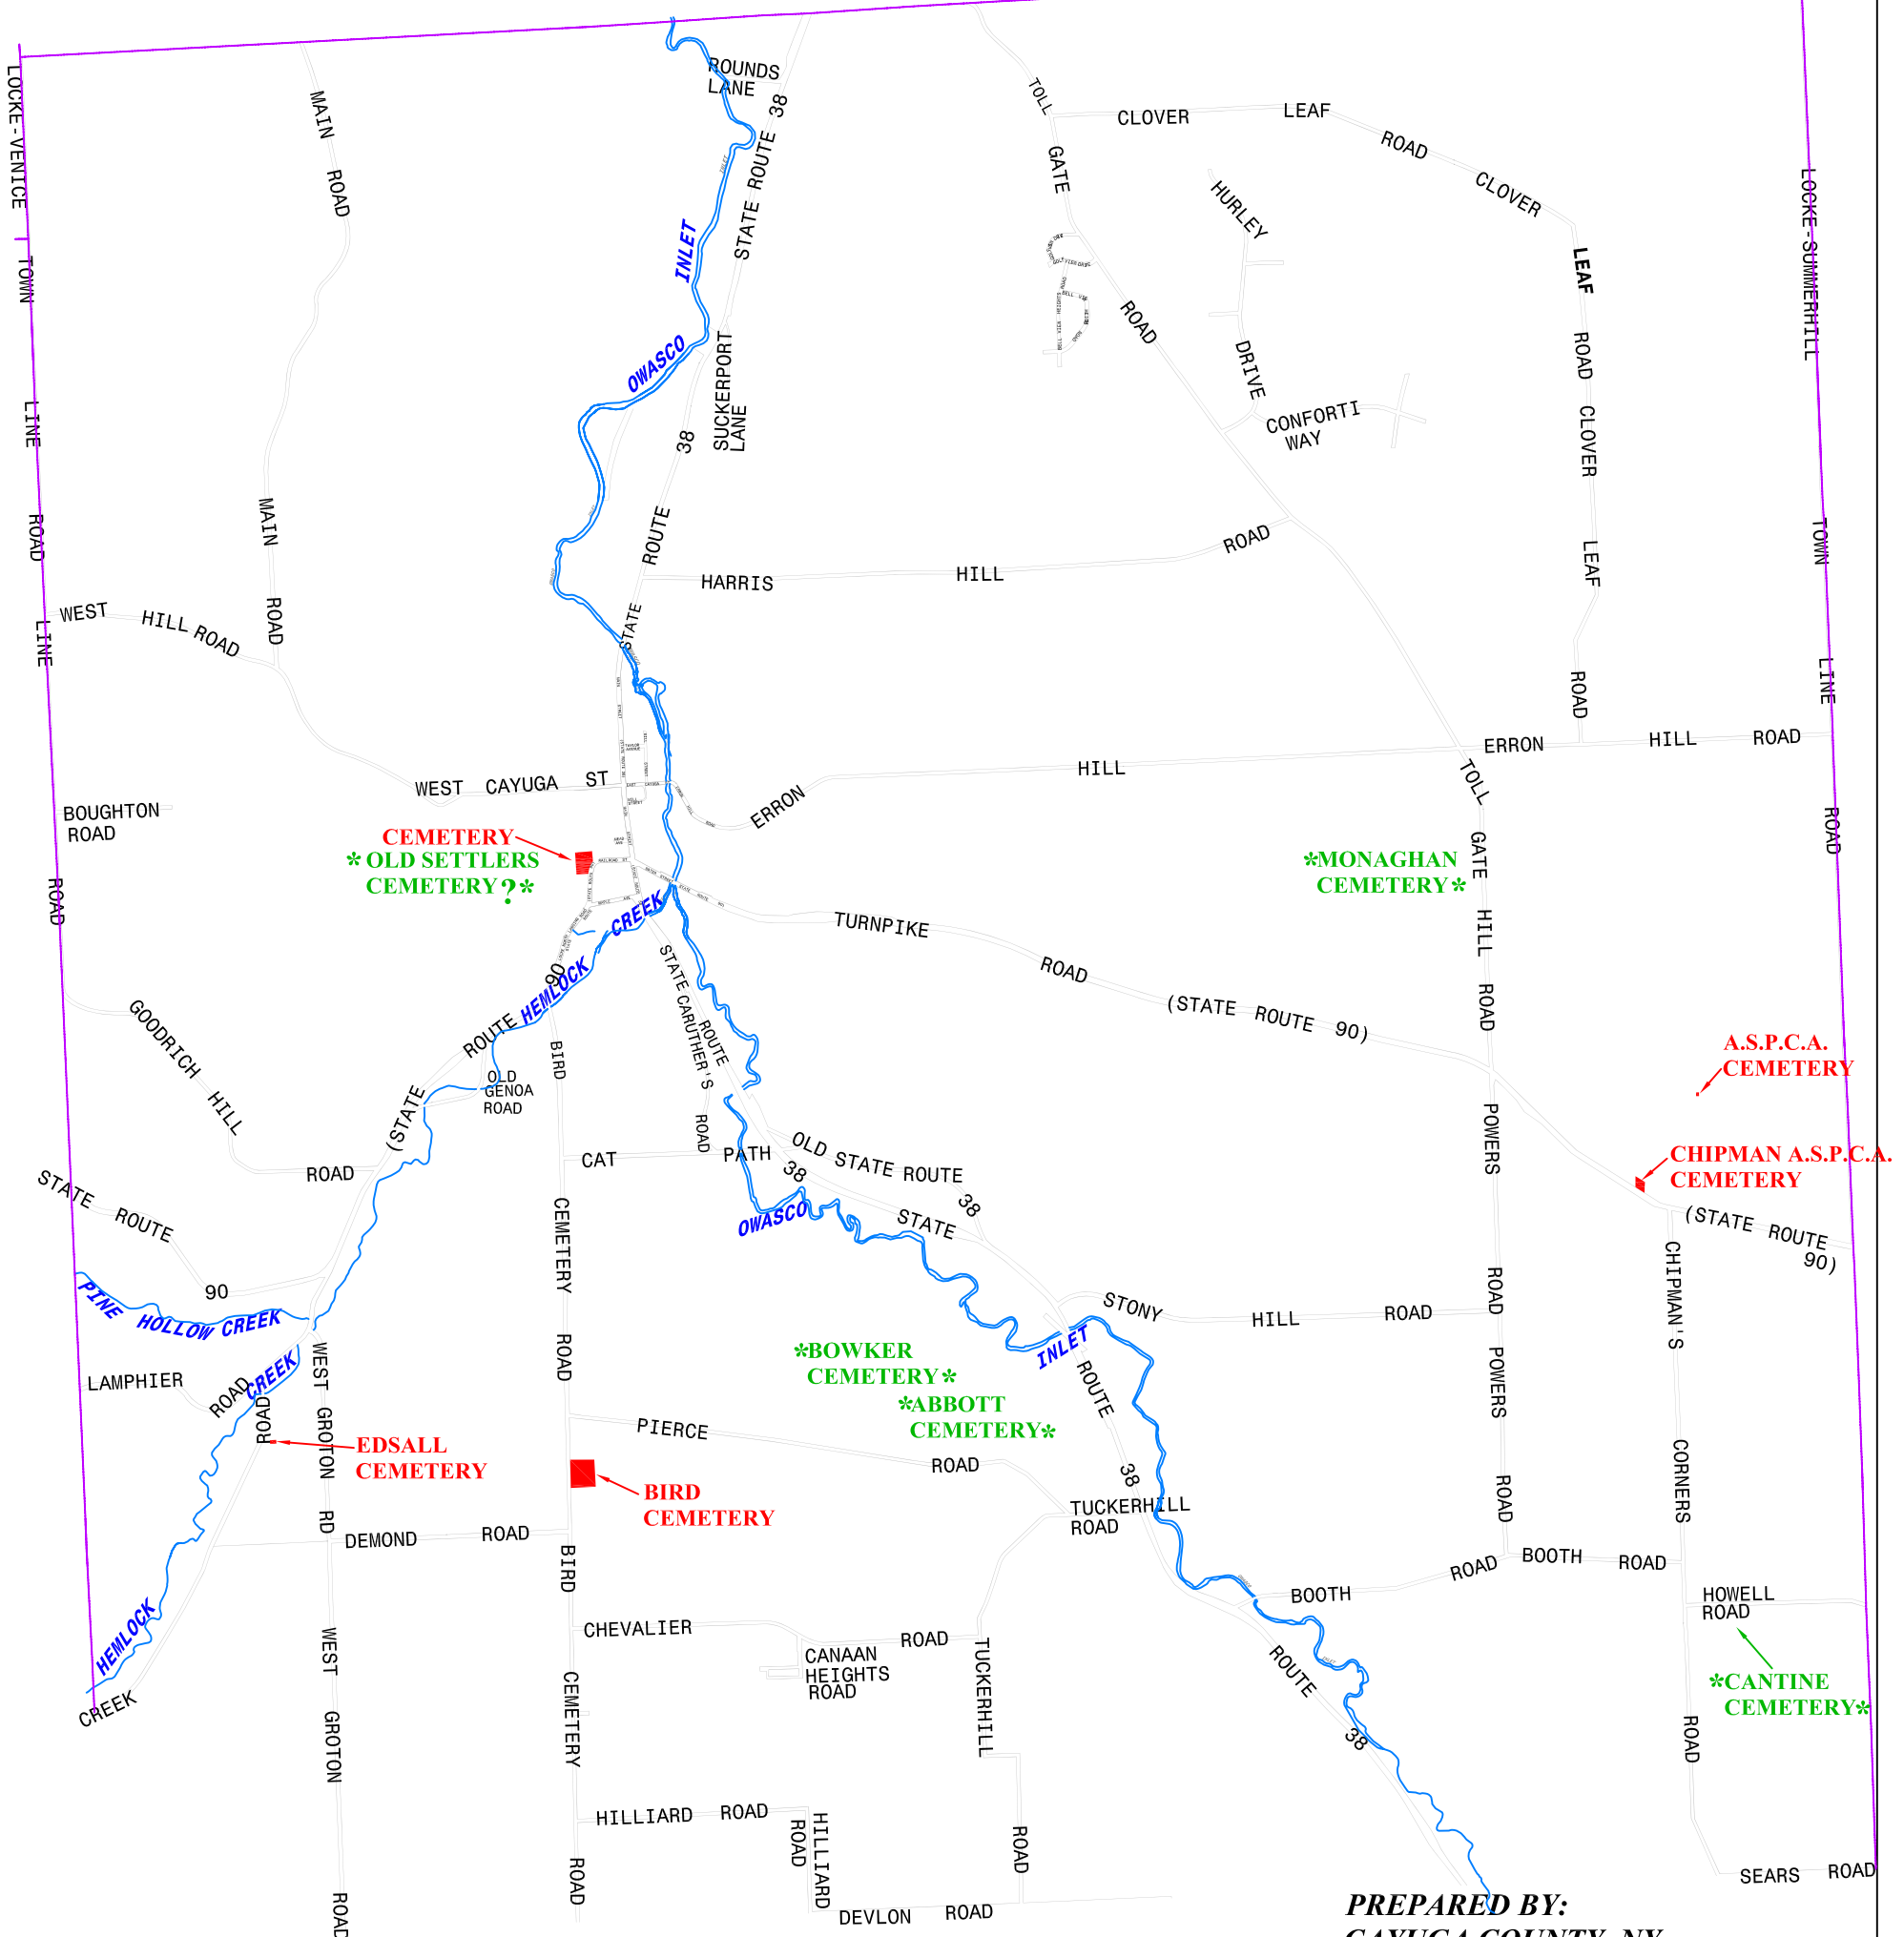 ROUNDS
LANE
STATE ROUTE 38
LOCKE-VENICE
TOWN
LINE
ROAD
LINE
ROAD
MAIN
ROAD
MAIN
ROAD
TOLL
GATE
ROAD
CLOVER LEAF
ROAD
CLOVER
LEAF
ROAD
CLOVER
LEAF
ROAD
HURLEY
DRIVE
CONFORTI
WAY
LOCKE-SUMMERHILL
TOWN
LINE
ROAD
OWASCO INLET
SUCKERPORT
LANE
STATE ROUTE 38
HARRIS HILL ROAD
WEST HILL ROAD
WEST CAYUGA ST
BOUGHTON
ROAD
ERRON HILL
ERRON HILL ROAD
CEMETERY
*OLD SETTLERS
CEMETERY?*
*MONAGHAN
CEMETERY*
TOLL
GATE
HILL
ROAD
TURNPIKE ROAD (STATE ROUTE 90)
HEMLOCK CREEK
GOODRICH HILL ROAD
(STATE ROUTE 90
OLD
GENOA
ROAD
BIRD
CEMETERY
ROAD
STATE ROUTE 38
CARUTHER'S
ROAD
A.S.P.C.A.
CEMETERY
CHIPMAN A.S.P.C.A.
CEMETERY
(STATE ROUTE
90)
CAT PATH
OLD STATE ROUTE 38
STATE ROUTE 90
OWASCO INLET
STATE ROUTE 38
STONY HILL ROAD
POWERS
ROAD
POWERS
ROAD
CHIPMAN'S
CORNERS
ROAD
PINE HOLLOW CREEK
LAMPHIER ROAD
WEST GROTON RD
*BOWKER
CEMETERY*
*ABBOTT
CEMETERY*
EDSALL
CEMETERY
BIRD
CEMETERY
PIERCE ROAD
TUCKERHILL
ROAD
DEMOND ROAD
HEMLOCK CREEK
CREEK ROAD
BIRD
CEMETERY
ROAD
WEST
GROTON
ROAD
CHEVALIER ROAD
CANAAN
HEIGHTS
ROAD
TUCKERHILL
ROAD
BOOTH ROAD
BOOTH ROAD
HOWELL
ROAD
*CANTINE
CEMETERY*
ROUTE 38
HILLIARD ROAD
HILLIARD
ROAD
DEVLON ROAD
SEARS ROAD
PREPARED BY:
CAYUGA COUNTY, NY